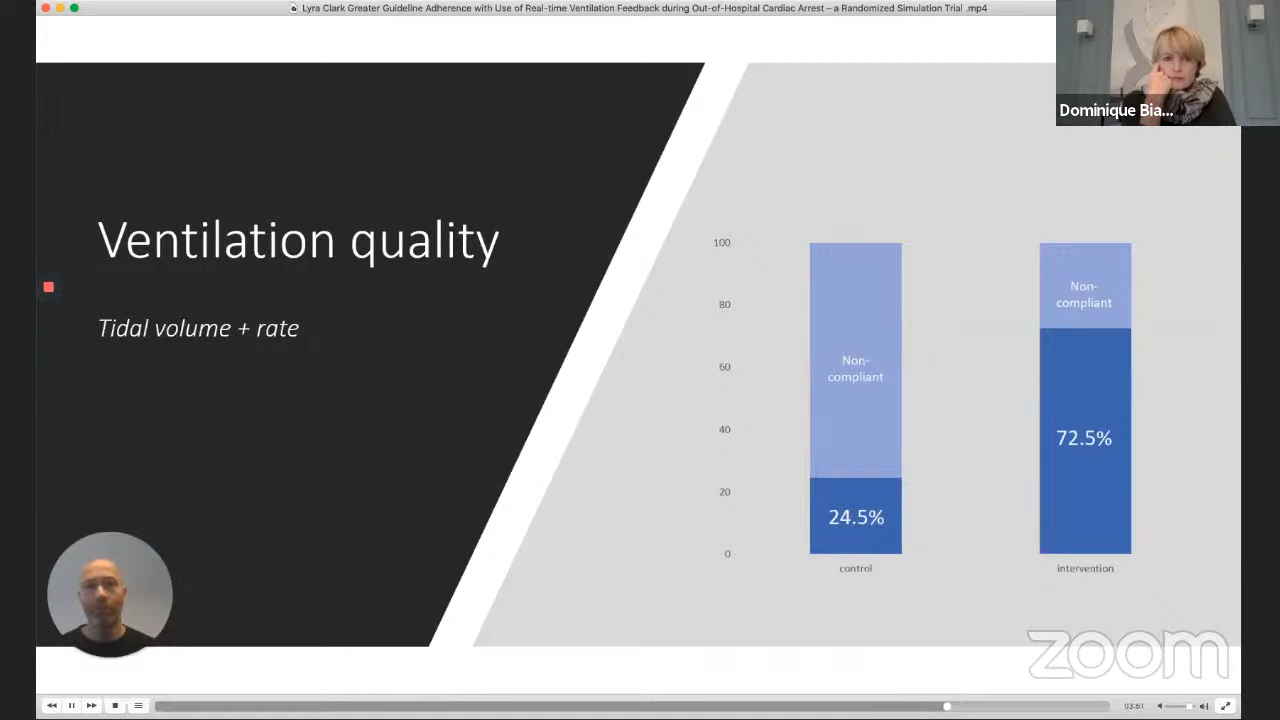 Lyra Clark Greater Guideline Adherence with Use of Real-time Ventilation Feedback during Out-of-Hospital Cardiac Arrest – a Randomized Simulation Trial .mp4
Dominique Bia...
Ventilation quality
Tidal volume + rate
100
80
60
40
20
0
Non-
compliant
24.5%
control
Non-
compliant
72.5%
intervention
zoom
03:51